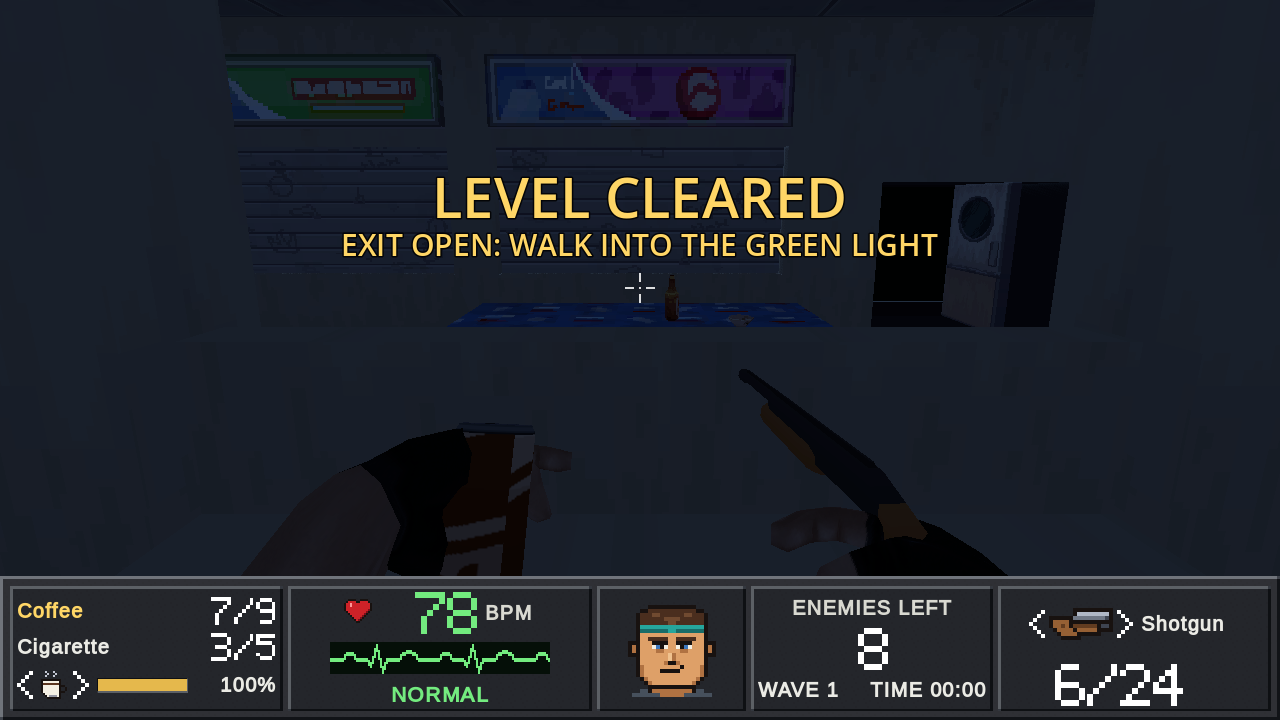 LEVEL CLEARED
EXIT OPEN: WALK INTO THE GREEN LIGHT
Coffee 7/9
Cigarette 3/5
100%
78 BPM
NORMAL
ENEMIES LEFT
8
WAVE 1 TIME 00:00
Shotgun
6/24